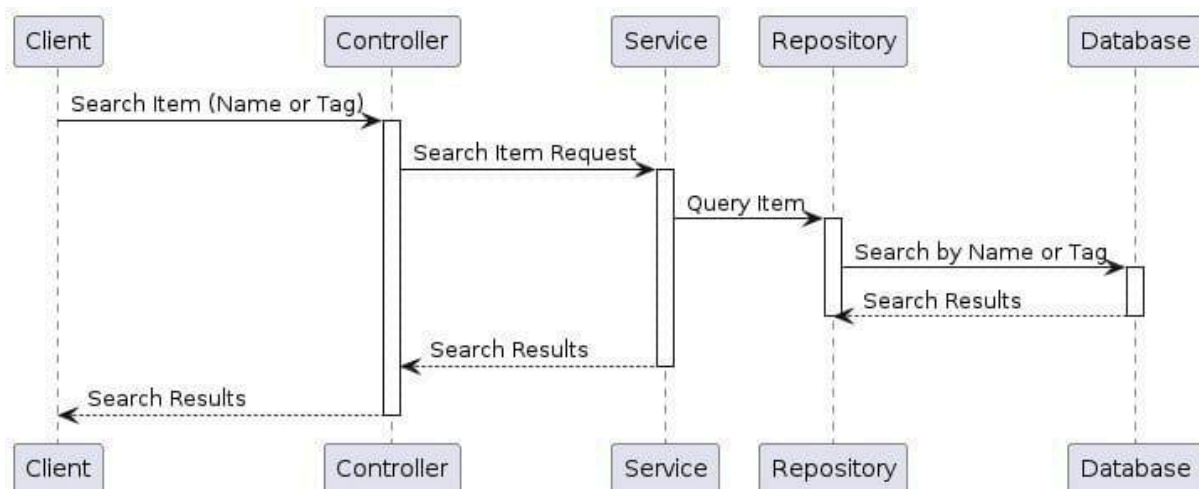 Client
Controller
Service
Repository
Database
Search Item (Name or Tag)
Search Item Request
Query Item
Search by Name or Tag
Search Results
Search Results
Search Results
Client
Controller
Service
Repository
Database